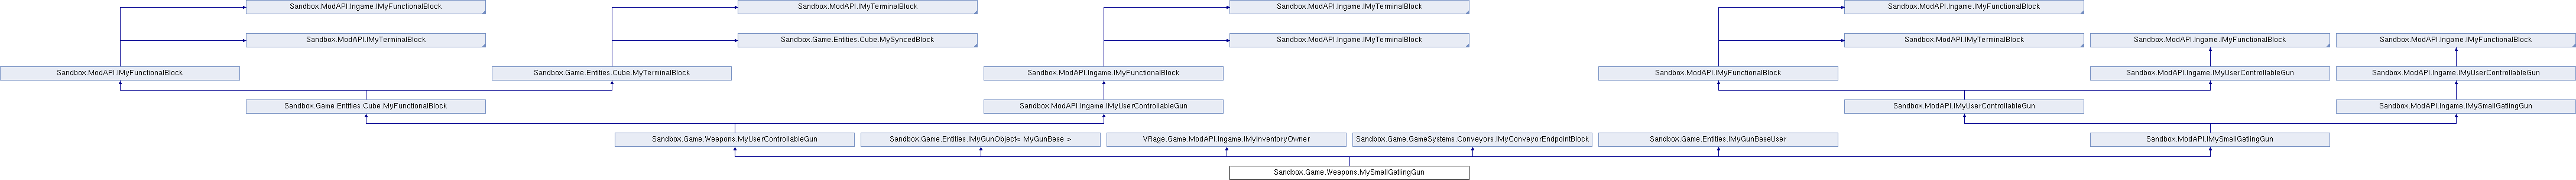 Sandbox.ModAPI.Ingame.IMyFunctionalBlock
Sandbox.ModAPI.IMyTerminalBlock
Sandbox.ModAPI.Ingame.IMyTerminalBlock
Sandbox.ModAPI.Ingame.IMyFunctionalBlock
Sandbox.ModAPI.IMyTerminalBlock
Sandbox.Game.Entities.Cube.MySyncedBlock
Sandbox.ModAPI.Ingame.IMyTerminalBlock
Sandbox.ModAPI.IMyTerminalBlock
Sandbox.ModAPI.Ingame.IMyFunctionalBlock
Sandbox.ModAPI.Ingame.IMyFunctionalBlock
Sandbox.ModAPI.IMyFunctionalBlock
Sandbox.Game.Entities.Cube.MyTerminalBlock
Sandbox.ModAPI.Ingame.IMyFunctionalBlock
Sandbox.ModAPI.IMyFunctionalBlock
Sandbox.ModAPI.Ingame.IMyUserControllableGun
Sandbox.ModAPI.Ingame.IMyUserControllableGun
Sandbox.Game.Entities.Cube.MyFunctionalBlock
Sandbox.ModAPI.Ingame.IMyUserControllableGun
Sandbox.ModAPI.IMyUserControllableGun
Sandbox.ModAPI.Ingame.IMySmallGatlingGun
Sandbox.Game.Weapons.MyUserControllableGun
Sandbox.Game.Entities.IMyGunObject< MyGunBase >
VRage.Game.ModAPI.Ingame.IMyInventoryOwner
Sandbox.Game.GameSystems.Conveyors.IMyConveyorEndpointBlock
Sandbox.Game.Entities.IMyGunBaseUser
Sandbox.ModAPI.IMySmallGatlingGun
Sandbox.Game.Weapons.MySmallGatlingGun